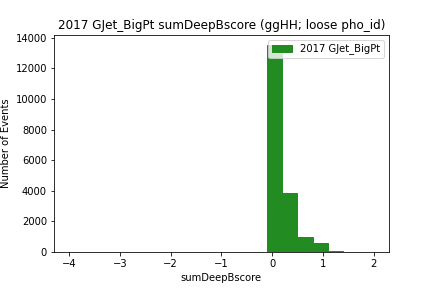 2017 GJet_BigPt sumDeepBscore (ggHH; loose pho_id)
2017 GJet_BigPt
Number of Events
14000
12000
10000
8000
6000
4000
2000
0
−4 −3 −2 −1 0 1 2
sumDeepBscore